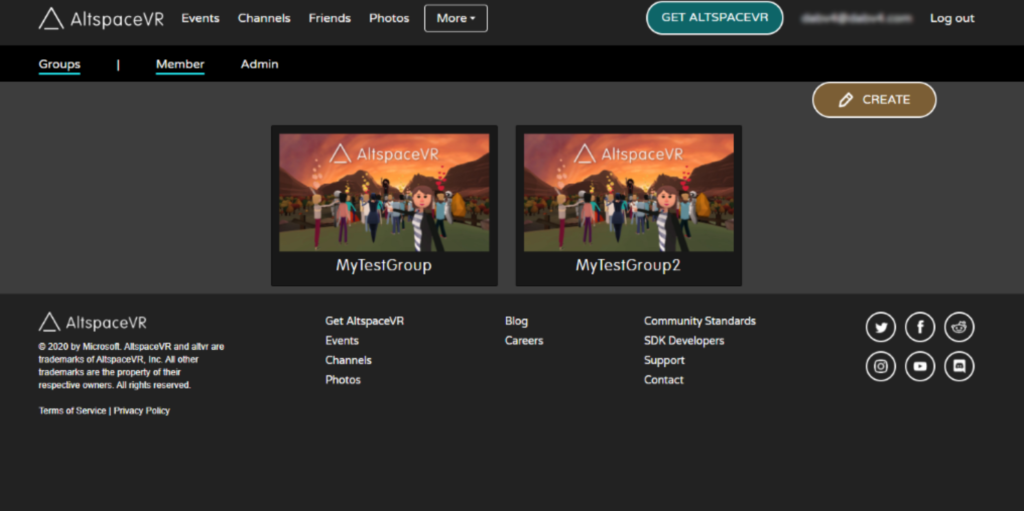 AltspaceVR Events Channels Friends Photos More GET ALTSPACEVR Log out
Groups | Member Admin
CREATE
AltspaceVR
MyTestGroup
AltspaceVR
MyTestGroup2
AltspaceVR
© 2020 by Microsoft. AltspaceVR and altvr are
trademarks of AltspaceVR, Inc. All other
trademarks are the property of their
respective owners. All rights reserved.
Terms of Service | Privacy Policy
Get AltspaceVR
Events
Channels
Photos
Blog
Careers
Community Standards
SDK Developers
Support
Contact